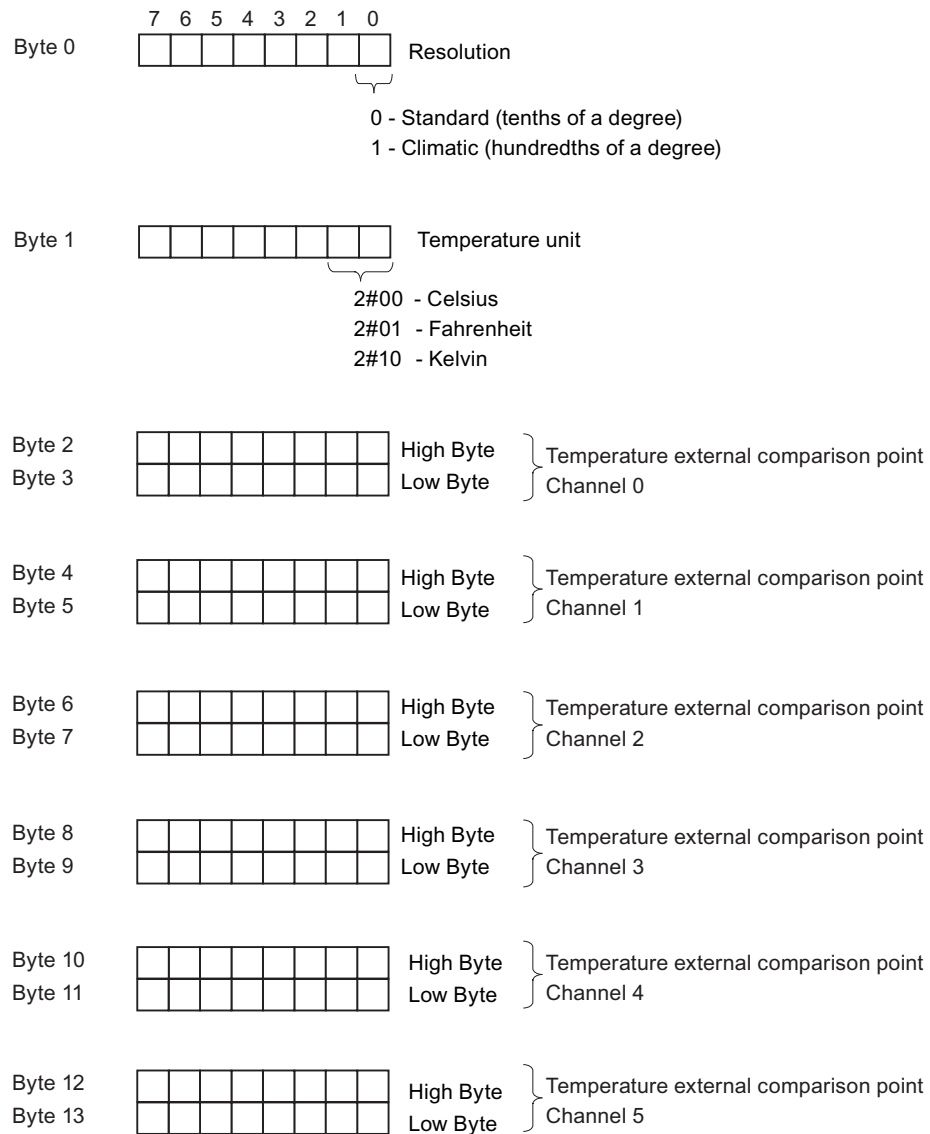 7 6 5 4 3 2 1 0
Byte 0 Resolution
0 - Standard (tenths of a degree)
1 - Climatic (hundredths of a degree)
Byte 1 Temperature unit
2#00 - Celsius
2#01 - Fahrenheit
2#10 - Kelvin
Byte 2 High Byte Temperature external comparison point
Byte 3 Low Byte Channel 0
Byte 4 High Byte Temperature external comparison point
Byte 5 Low Byte Channel 1
Byte 6 High Byte Temperature external comparison point
Byte 7 Low Byte Channel 2
Byte 8 High Byte Temperature external comparison point
Byte 9 Low Byte Channel 3
Byte 10 High Byte Temperature external comparison point
Byte 11 Low Byte Channel 4
Byte 12 High Byte Temperature external comparison point
Byte 13 Low Byte Channel 5